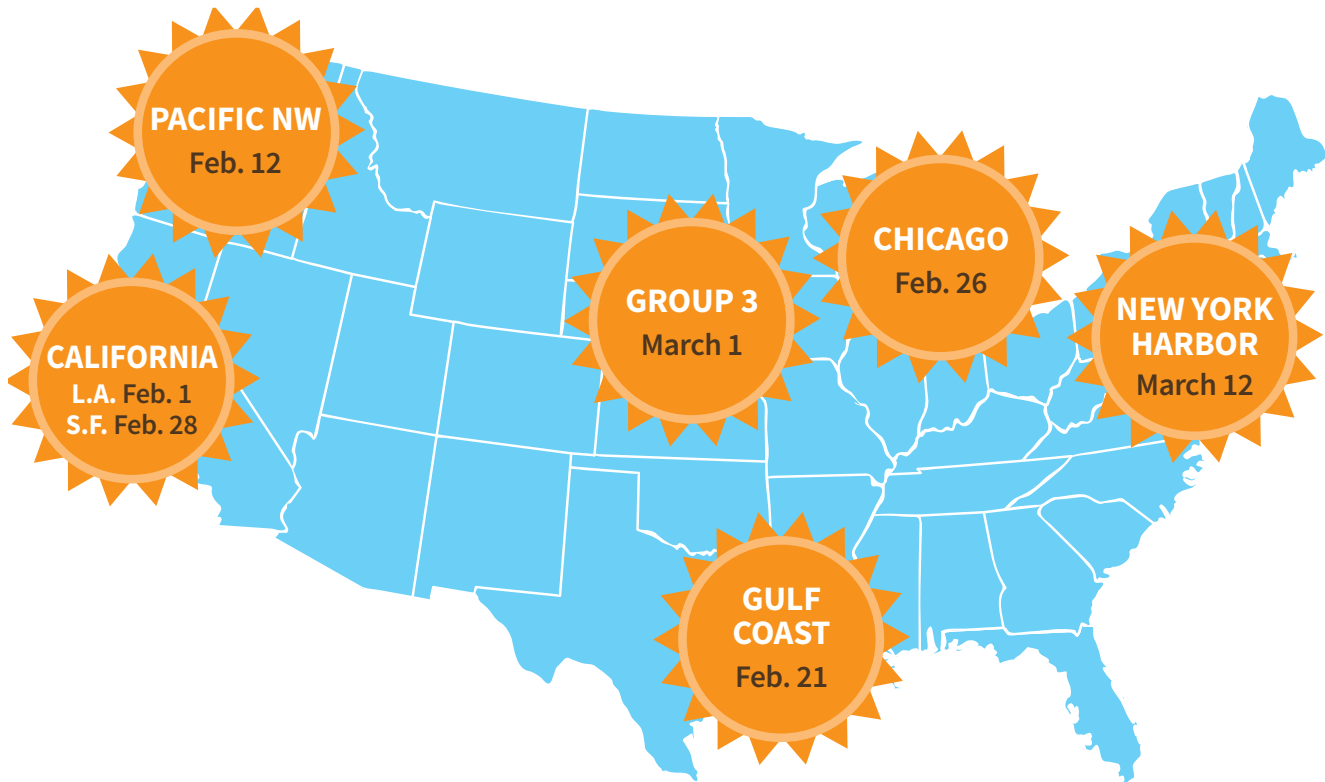 PACIFIC NW
Feb. 12
CALIFORNIA
L.A. Feb. 1
S.F. Feb. 28
GROUP 3
March 1
CHICAGO
Feb. 26
NEW YORK
HARBOR
March 12
GULF
COAST
Feb. 21